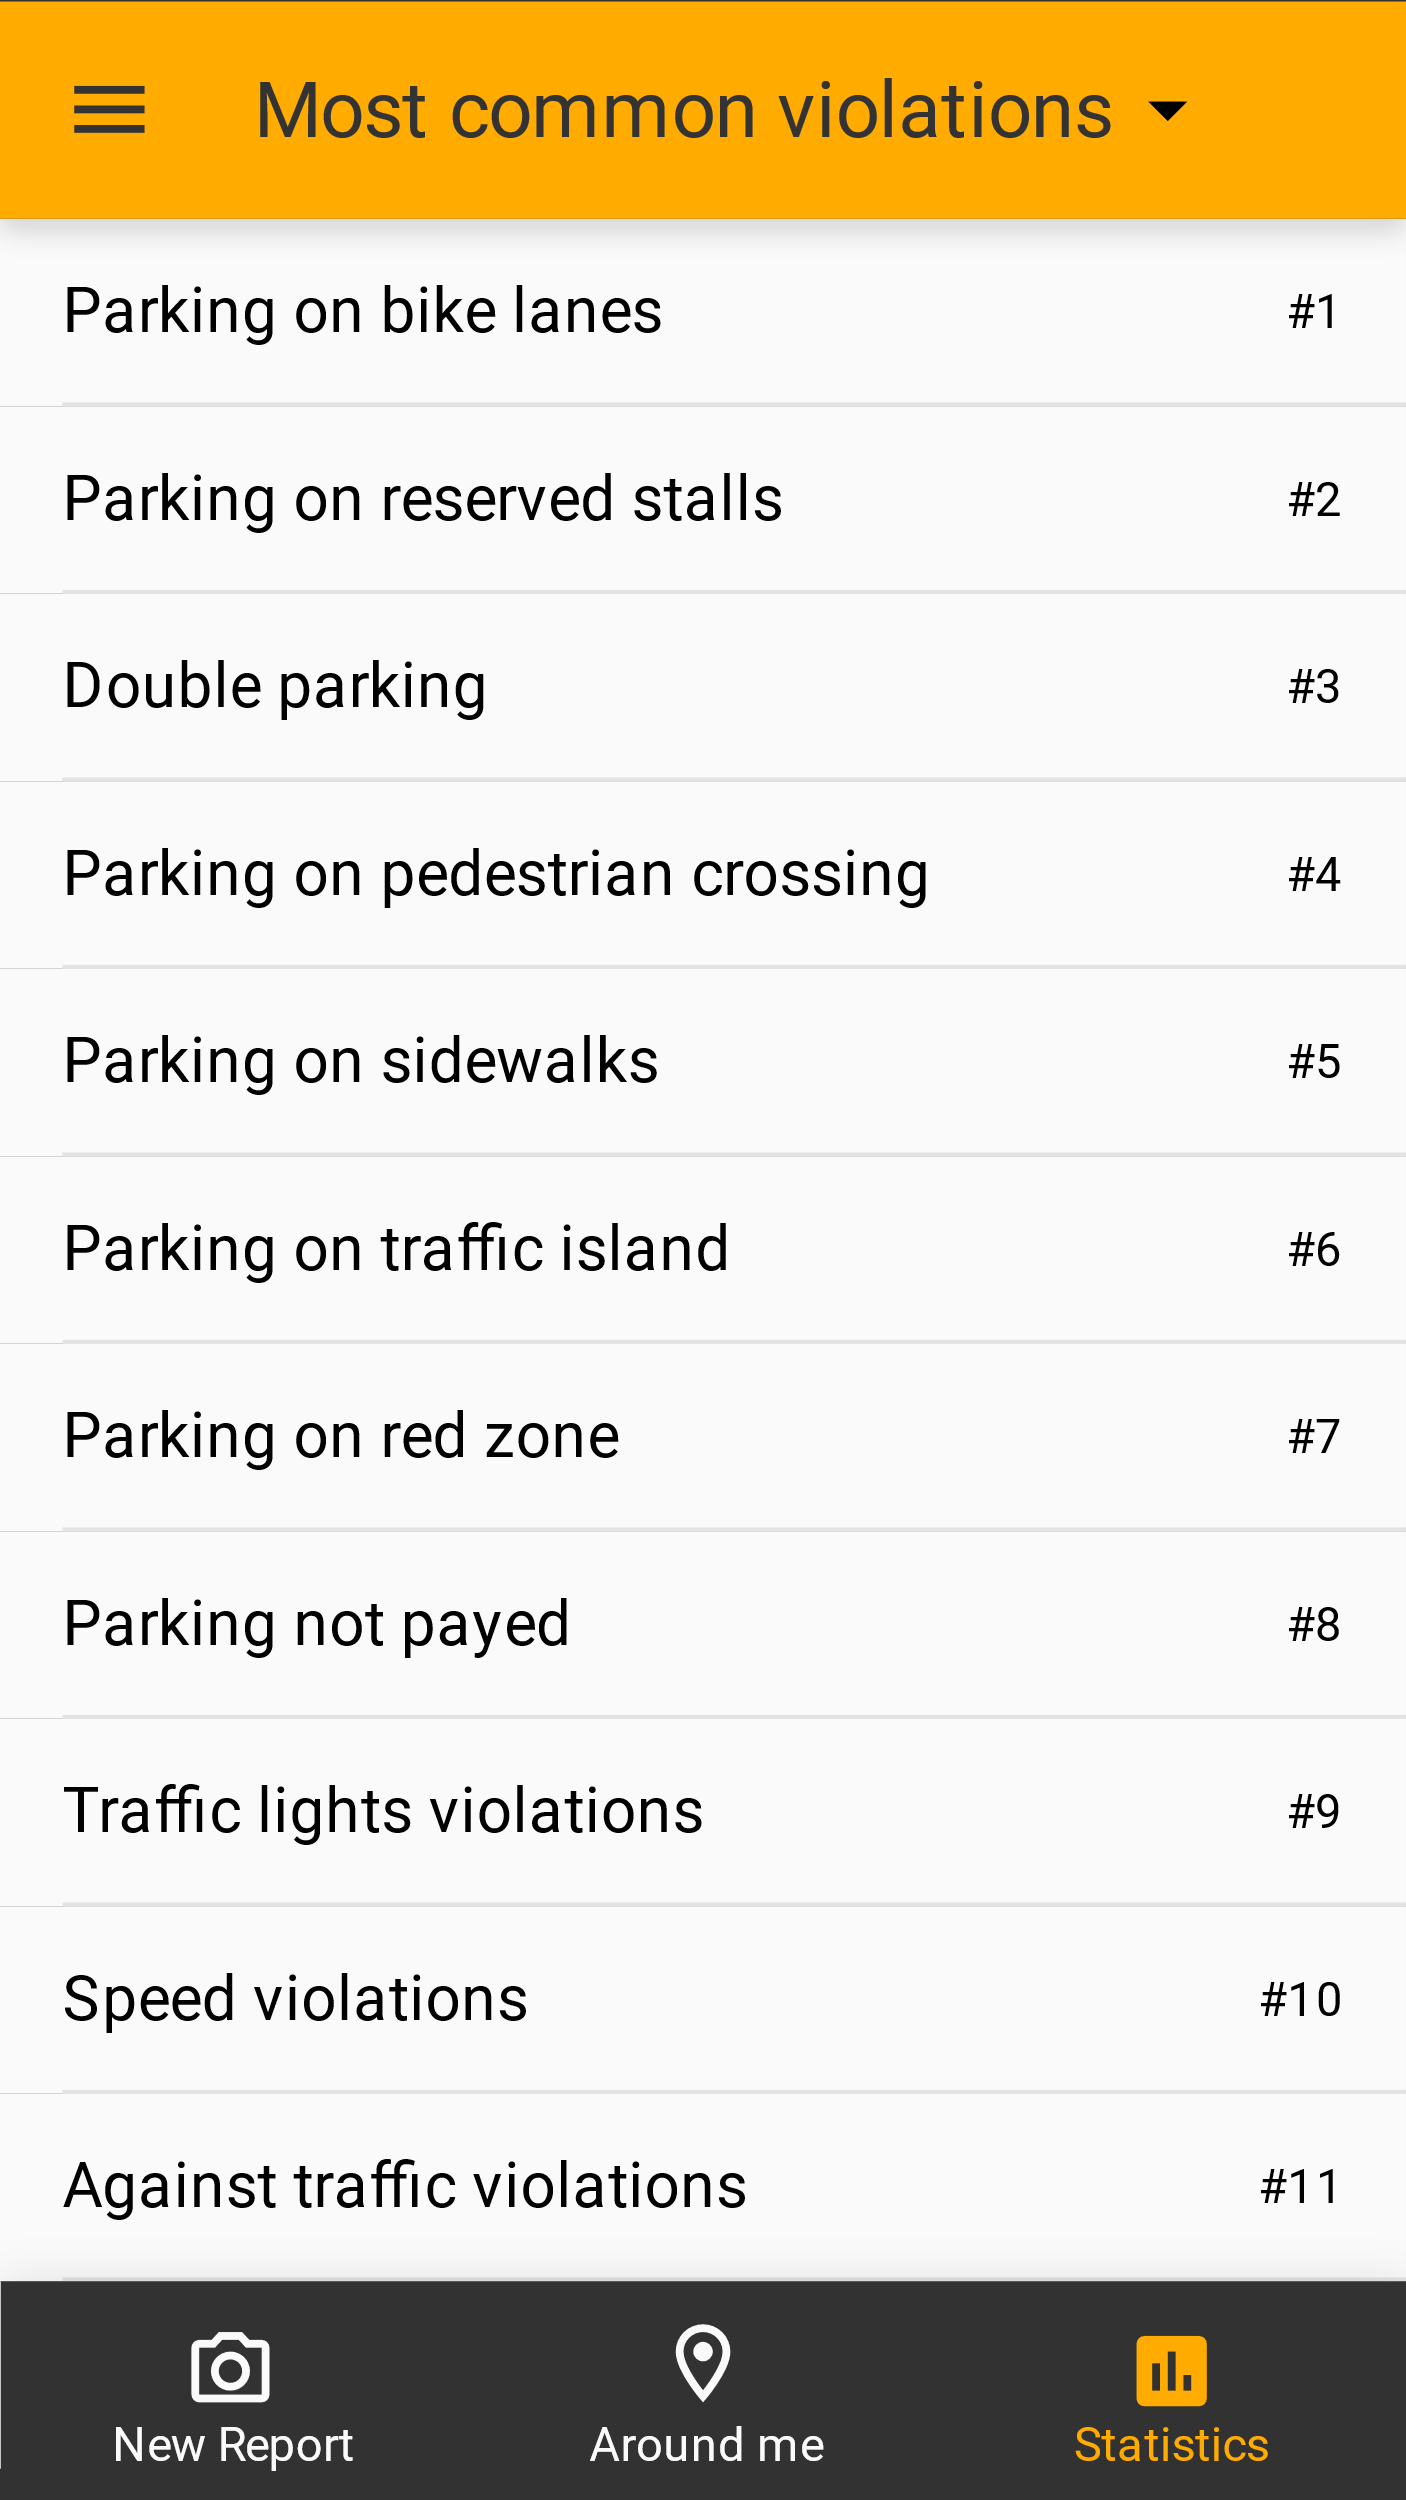 Most common violations
Parking on bike lanes #1
Parking on reserved stalls #2
Double parking #3
Parking on pedestrian crossing #4
Parking on sidewalks #5
Parking on traffic island #6
Parking on red zone #7
Parking not payed #8
Traffic lights violations #9
Speed violations #10
Against traffic violations #11
New Report Around me Statistics